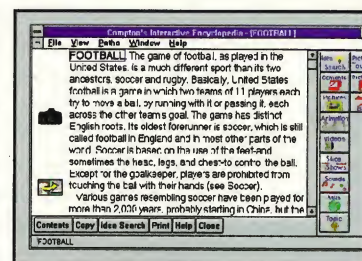 Compton's Interactive Encyclopedia - [FOOTBALL]
File View Paths Window Help
FOOTBALL The game of football, as played in the
United States, is a much different sport than its two
ancestors, soccer and rugby. Basically, United States
football is a game in which two teams of 11 players each
try to move a ball, by running with it or passing it, each
across the other team's goal. The game has distinct
English roots. Its oldest forerunner is soccer, which is still
called football in England and in most other parts of the
world. Soccer is based on the use of the feet-and
sometimes the head, legs, and chest-to control the ball.
Except for the goalkeeper, players are prohibited from
touching the ball with their hands (see Soccer).
Various games resembling soccer have been played for
more than 2,000 years, probably starting in China, but the
Search
Contents
Pictures
Animation
Videos
Slide
Shows
Sounds
Topic
Contents Copy Idea Search Print Help Close
FOOTBALL